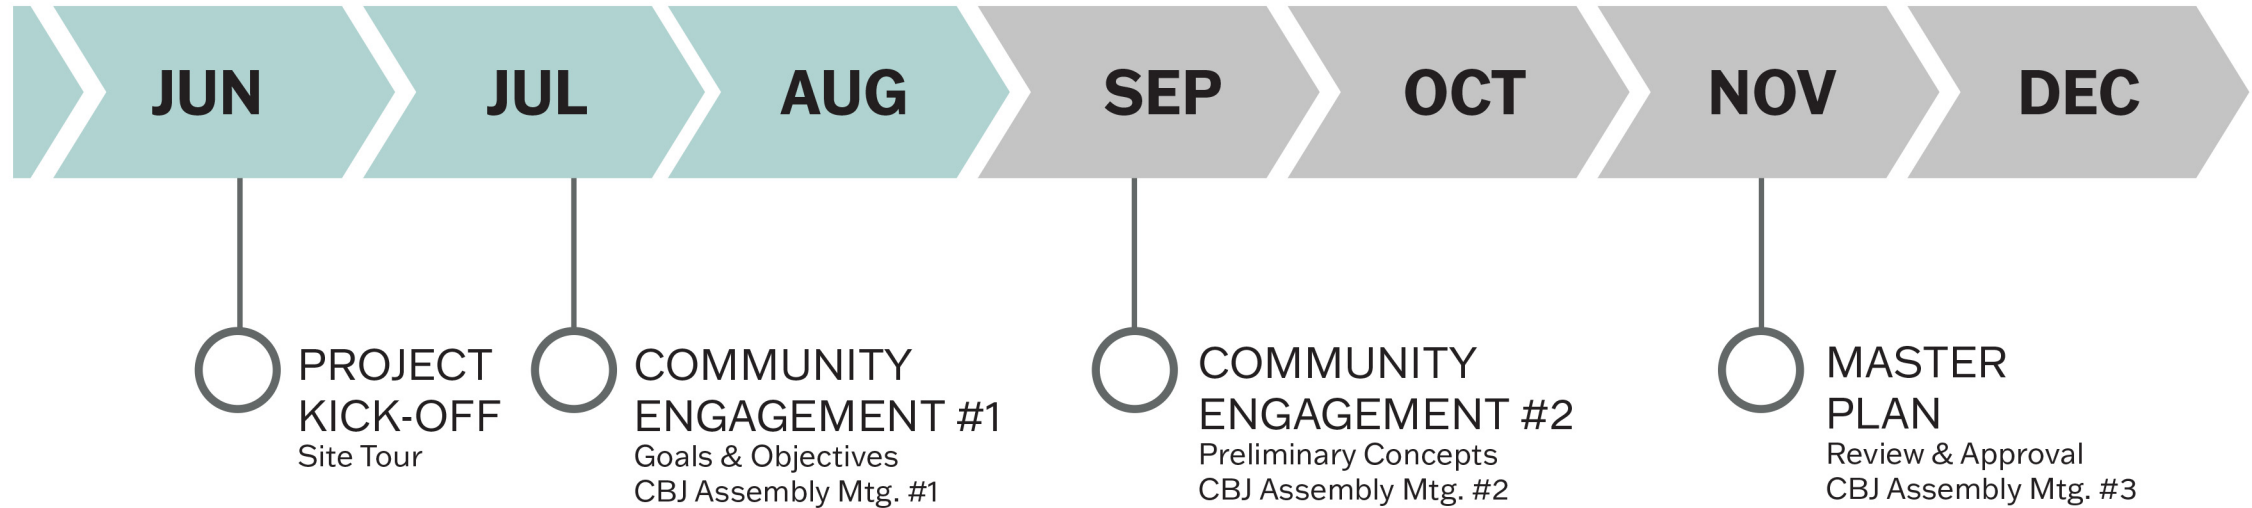 JUN JUL AUG SEP OCT NOV DEC
PROJECT
KICK-OFF
Site Tour
COMMUNITY
ENGAGEMENT #1
Goals & Objectives
CBJ Assembly Mtg. #1
COMMUNITY
ENGAGEMENT #2
Preliminary Concepts
CBJ Assembly Mtg. #2
MASTER
PLAN
Review & Approval
CBJ Assembly Mtg. #3